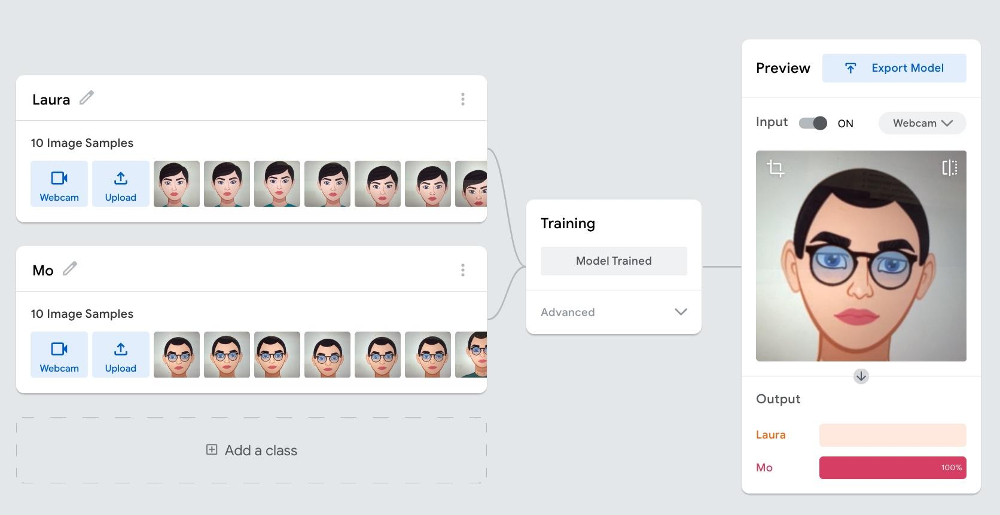 Laura
10 Image Samples
Webcam
Upload
Mo
10 Image Samples
Webcam
Upload
Add a class
Training
Model Trained
Advanced
Preview
Export Model
Input
ON
Webcam
Output
Laura
Mo
100%